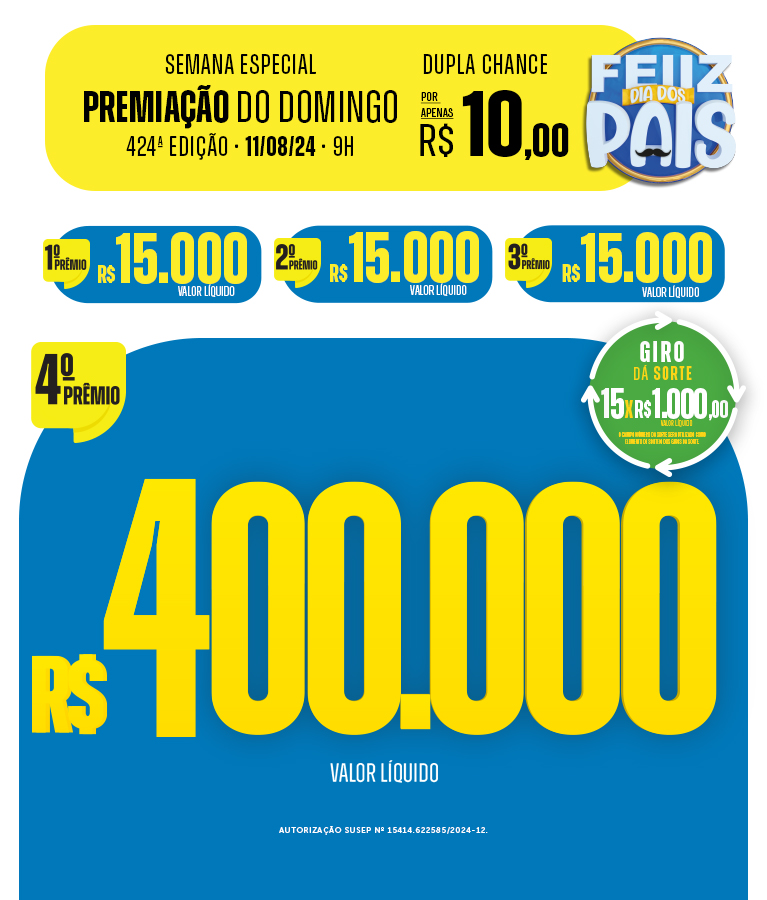 SEMANA ESPECIAL
PREMIAÇÃO DO DOMINGO
424ª EDIÇÃO · 11/08/24 · 9H
DUPLA CHANCE
POR
APENAS
R$ 10,00
FELIZ
DIA DOS
PAIS
1º PRÊMIO
R$ 15.000
VALOR LÍQUIDO
2º PRÊMIO
R$ 15.000
VALOR LÍQUIDO
3º PRÊMIO
R$ 15.000
VALOR LÍQUIDO
4º PRÊMIO
GIRO
DÁ SORTE
15XR$1.000,00
VALOR LÍQUIDO
R$ 400.000
VALOR LÍQUIDO
AUTORIZAÇÃO SUSEP Nº 15414.622585/2024-12.